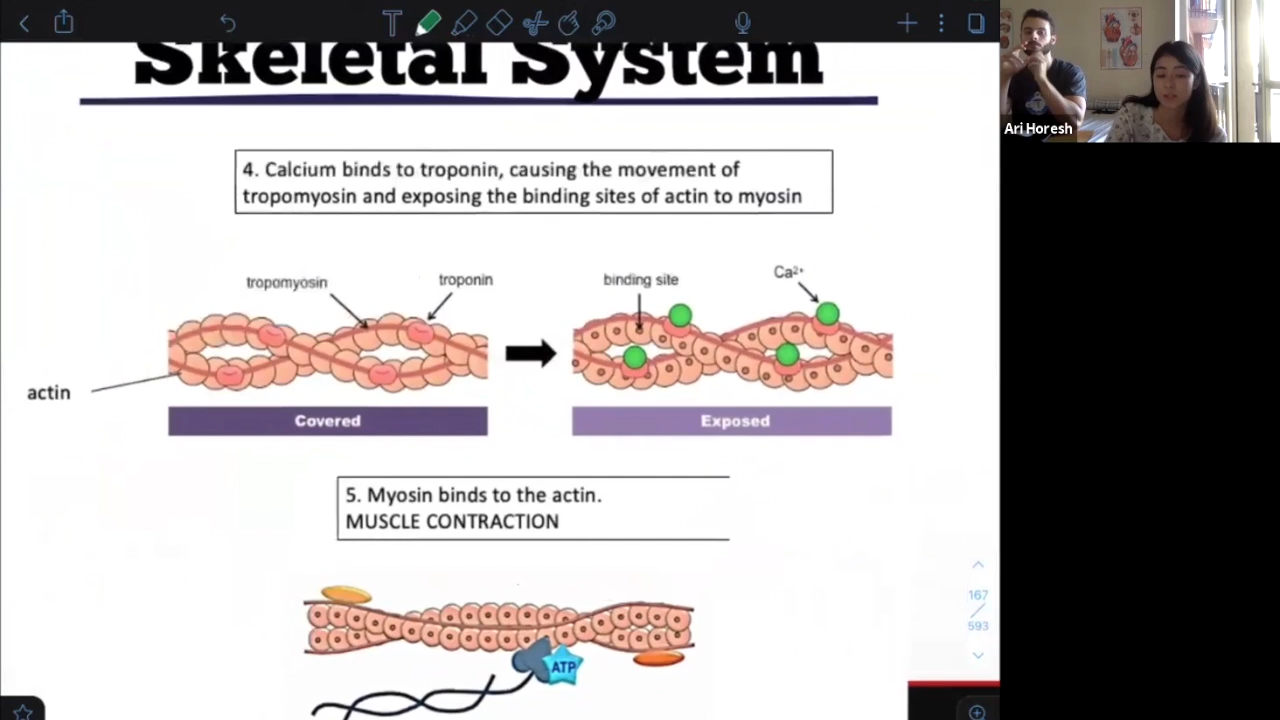 Skeletal System
Ari Horesh
4. Calcium binds to troponin, causing the movement of
tropomyosin and exposing the binding sites of actin to myosin
tropomyosin
troponin
binding site
Ca²⁺
actin
Covered
Exposed
5. Myosin binds to the actin.
MUSCLE CONTRACTION
ATP
167
593